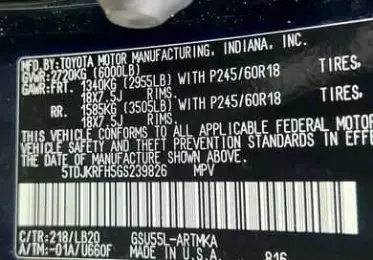 MFD.BY:TOYOTA MOTOR MANUFACTURING, INDIANA, INC.
GVWR:2720KG(6000LB)
GAWR:FRT. 1340KG(2955LB)WITH P245/60R18 TIRES,
18X7.5J RIMS,
RR. 1585KG(3505LB)WITH P245/60R18 TIRES,
18X7.5J RIMS,
THIS VEHICLE CONFORMS TO ALL APPLICABLE FEDERAL MOTOR
VEHICLE SAFETY AND THEFT PREVENTION STANDARDS IN EFFE
THE DATE OF MANUFACTURE SHOWN ABOVE.
5TDJKRFH5GS239826 MPV
C/TR:218/LB20 GSU55L-ARTMKA
A/TM:-01A/U660F MADE IN U.S.A. 816